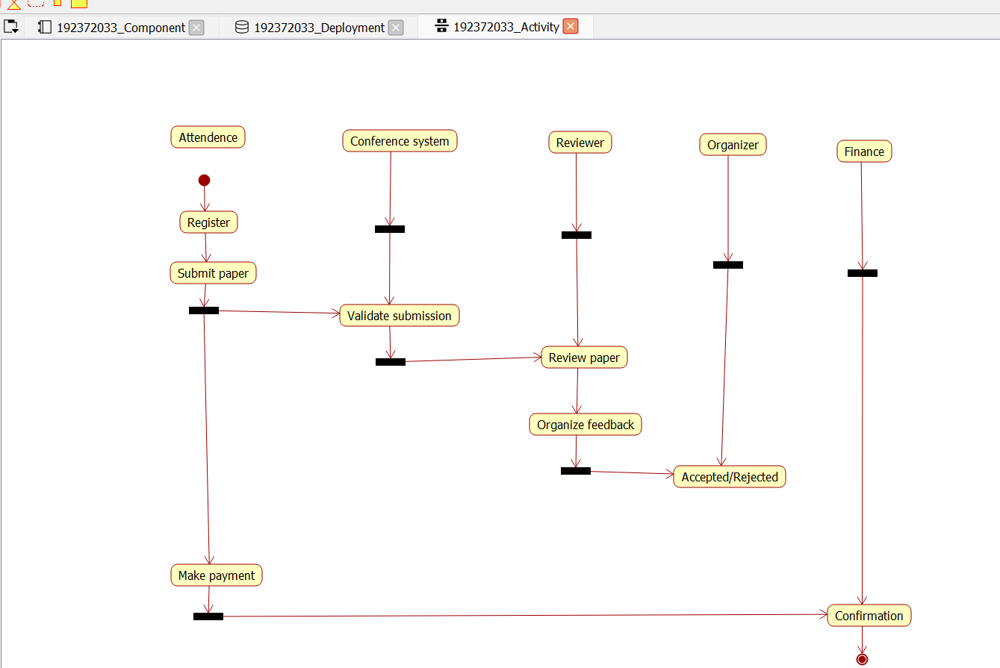 192372033_Component
192372033_Deployment
192372033_Activity
Attendence
Conference system
Reviewer
Organizer
Finance
Register
Submit paper
Validate submission
Review paper
Organize feedback
Accepted/Rejected
Make payment
Confirmation